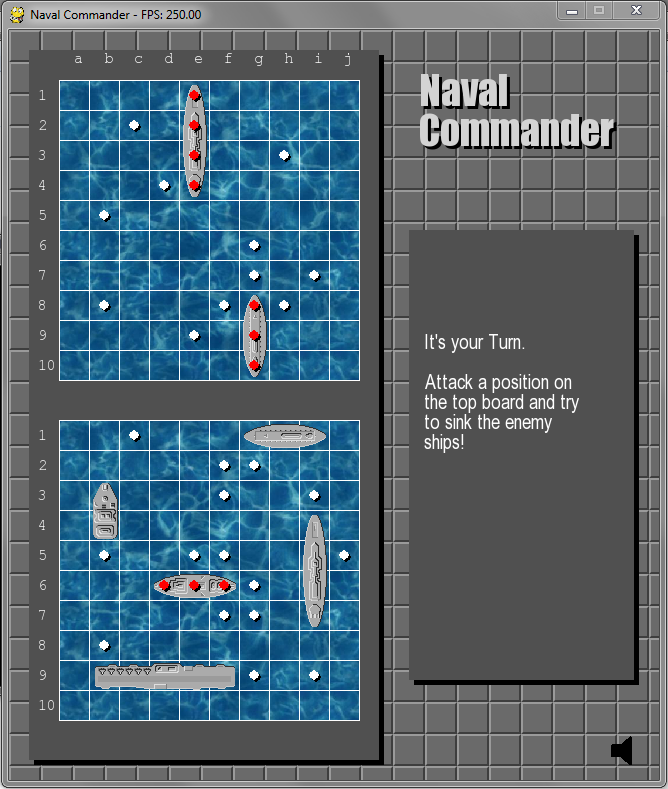 Naval Commander - FPS: 250.00
a b c d e f g h i j
1
2
3
4
5
6
7
8
9
10
Naval
Commander
It's your Turn.
Attack a position on
the top board and try
to sink the enemy
ships!
1
2
3
4
5
6
7
8
9
10